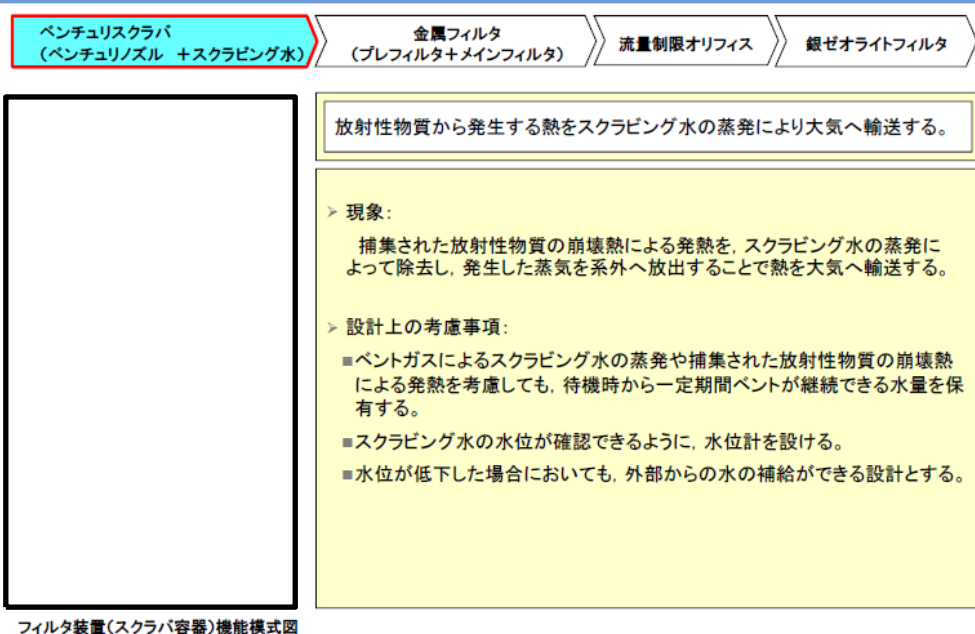 ベンチュリスクラバ
(ベンチュリノズル +スクラビング水)
金属フィルタ
(プレフィルタ+メインフィルタ)
流量制限オリフィス
銀ゼオライトフィルタ
放射性物質から発生する熱をスクラビング水の蒸発により大気へ輸送する。
➢ 現象:
捕集された放射性物質の崩壊熱による発熱を,スクラビング水の蒸発に
よって除去し,発生した蒸気を系外へ放出することで熱を大気へ輸送する。
➢ 設計上の考慮事項:
■ベントガスによるスクラビング水の蒸発や捕集された放射性物質の崩壊熱
による発熱を考慮しても,待機時から一定期間ベントが継続できる水量を保
有する。
■スクラビング水の水位が確認できるように,水位計を設ける。
■水位が低下した場合においても,外部からの水の補給ができる設計とする。
フィルタ装置(スクラバ容器)機能模式図